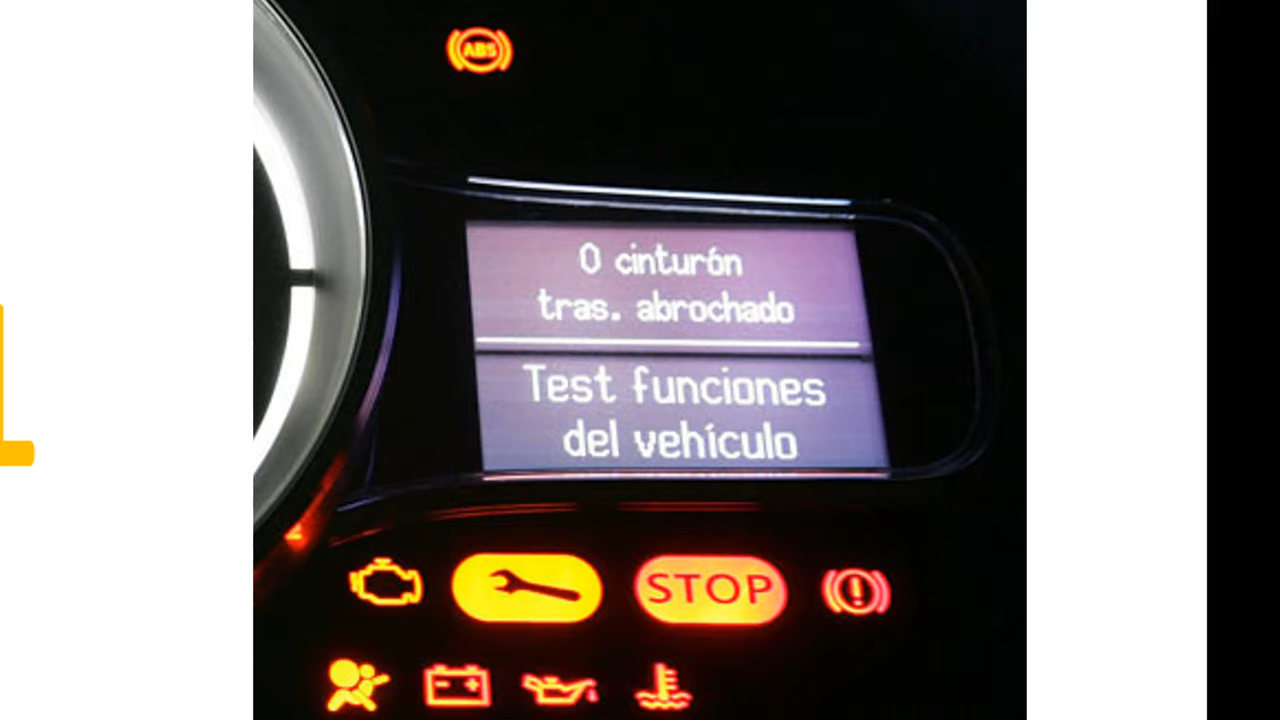 ABS
0 cinturón
tras. abrochado
Test funciones
del vehículo
STOP